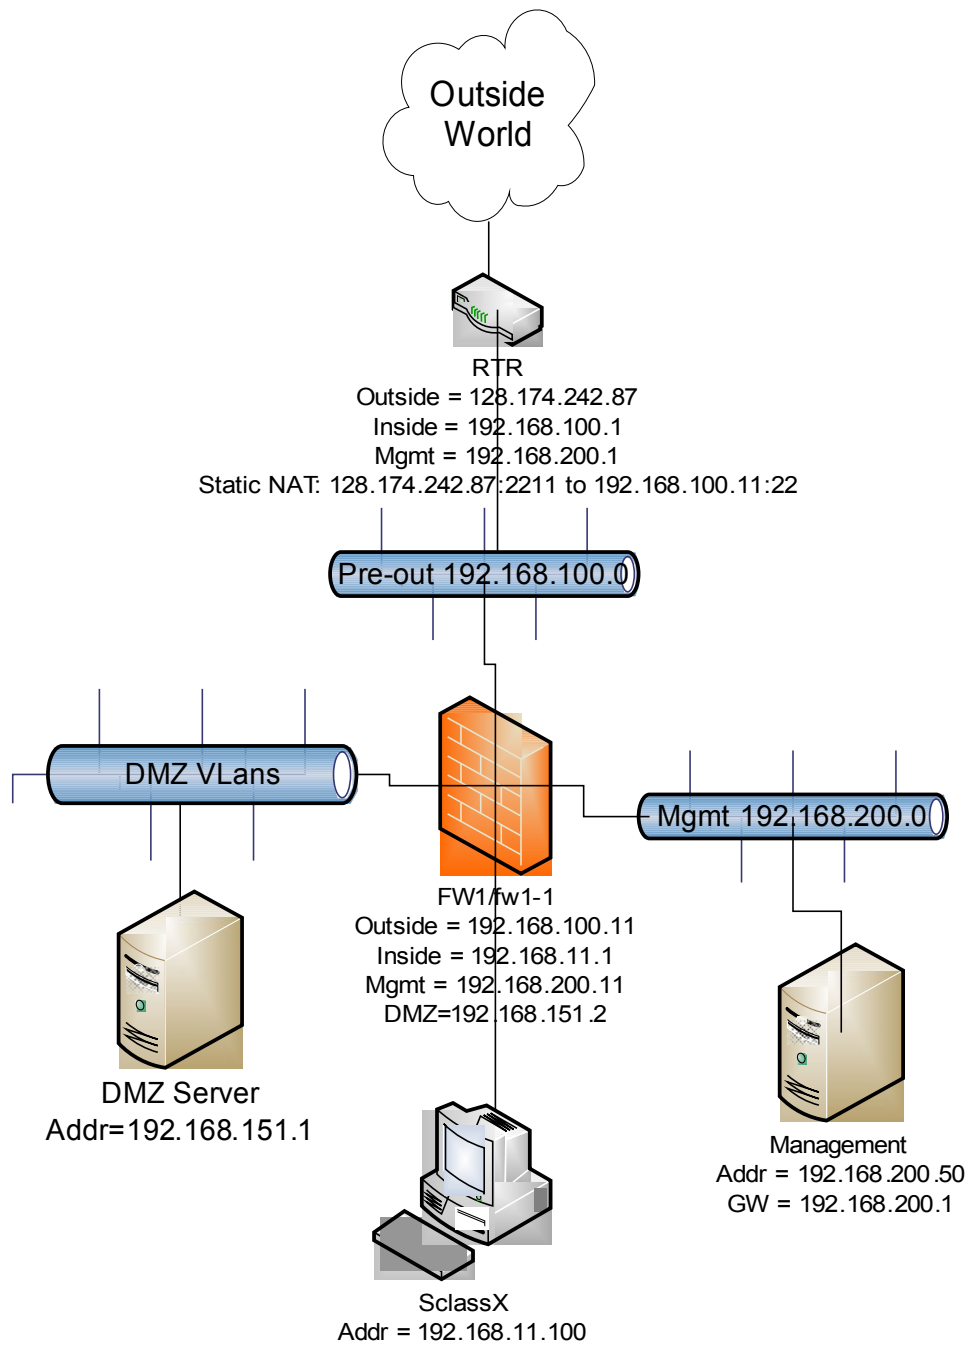 Outside
World
RTR
Outside = 128.174.242.87
Inside = 192.168.100.1
Mgmt = 192.168.200.1
Static NAT: 128.174.242.87:2211 to 192.168.100.11:22
Pre-out 192.168.100.0
DMZ VLans
Mgmt 192.168.200.0
FW1/fw1-1
Outside = 192.168.100.11
Inside = 192.168.11.1
Mgmt = 192.168.200.11
DMZ=192.168.151.2
DMZ Server
Addr=192.168.151.1
Management
Addr = 192.168.200.50
GW = 192.168.200.1
SclassX
Addr = 192.168.11.100